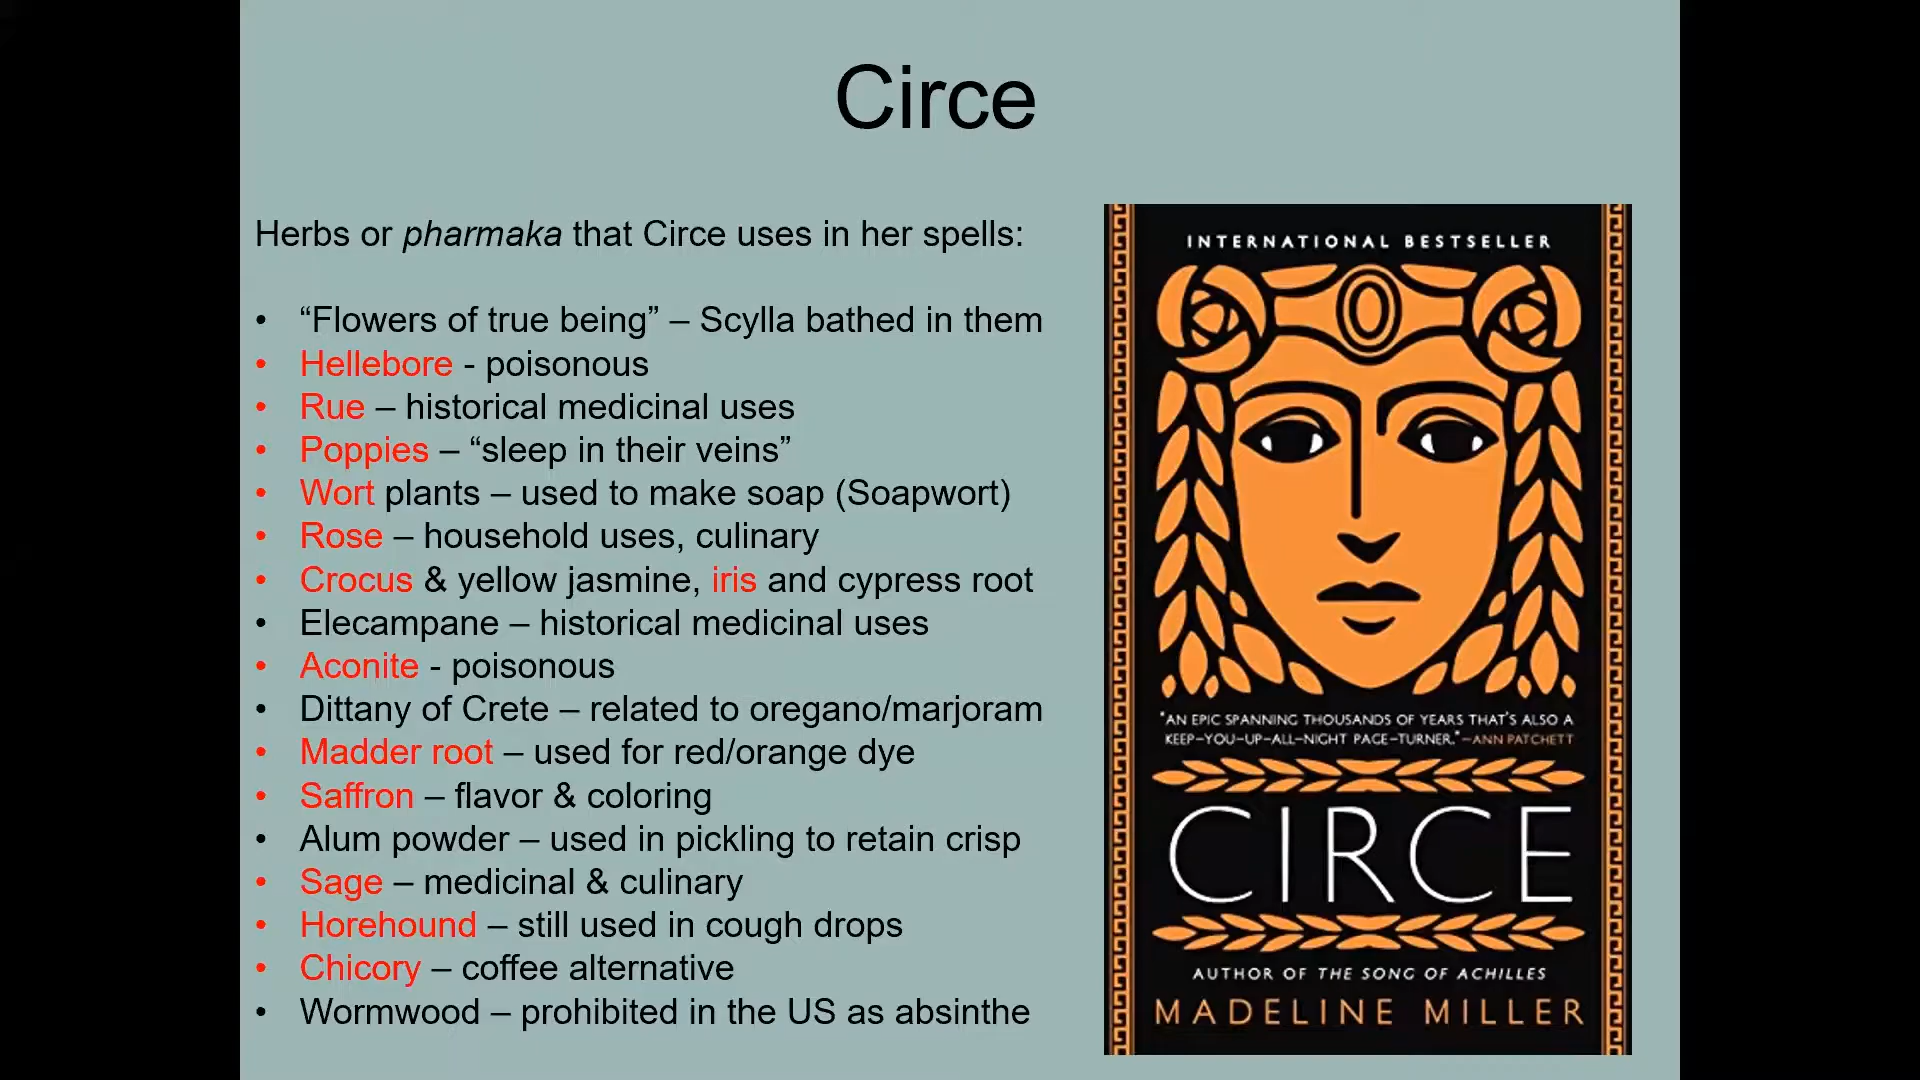 Circe
Herbs or pharmaka that Circe uses in her spells:
• “Flowers of true being” – Scylla bathed in them
• Hellebore - poisonous
• Rue – historical medicinal uses
• Poppies – “sleep in their veins”
• Wort plants – used to make soap (Soapwort)
• Rose – household uses, culinary
• Crocus & yellow jasmine, iris and cypress root
• Elecampane – historical medicinal uses
• Aconite - poisonous
• Dittany of Crete – related to oregano/marjoram
• Madder root – used for red/orange dye
• Saffron – flavor & coloring
• Alum powder – used in pickling to retain crisp
• Sage – medicinal & culinary
• Horehound – still used in cough drops
• Chicory – coffee alternative
• Wormwood – prohibited in the US as absinthe
INTERNATIONAL BESTSELLER
"AN EPIC SPANNING THOUSANDS OF YEARS THAT'S ALSO A
KEEP-YOU-UP-ALL-NIGHT PAGE-TURNER."—ANN PATCHETT
CIRCE
AUTHOR OF THE SONG OF ACHILLES
MADELINE MILLER